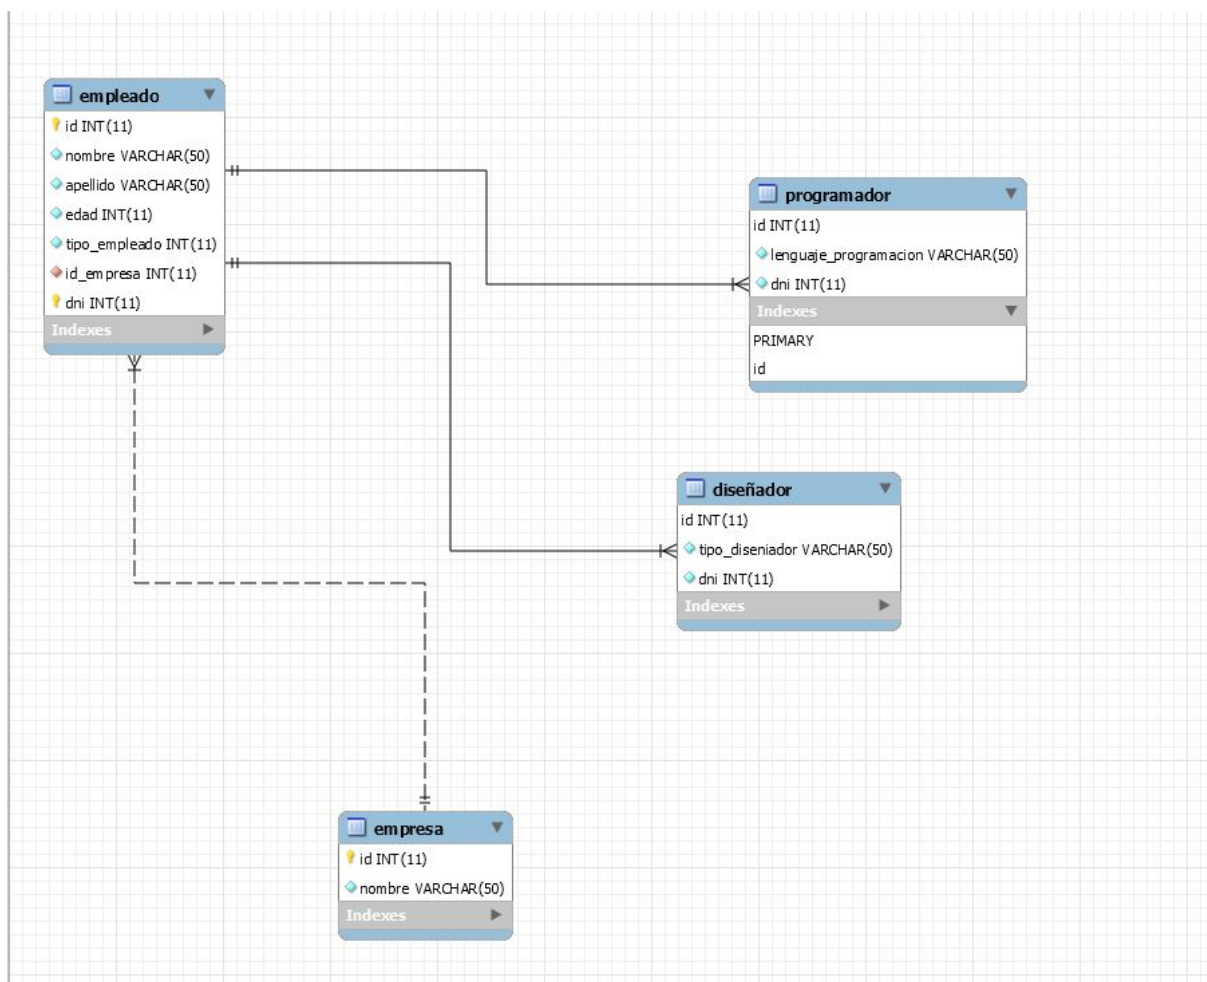 empleado
id INT(11)
nombre VARCHAR(50)
apellido VARCHAR(50)
edad INT(11)
tipo_empleado INT(11)
id_empresa INT(11)
dni INT(11)
Indexes
programador
id INT(11)
lenguaje_programacion VARCHAR(50)
dni INT(11)
Indexes
PRIMARY
id
diseñador
id INT(11)
tipo_diseniador VARCHAR(50)
dni INT(11)
Indexes
empresa
id INT(11)
nombre VARCHAR(50)
Indexes